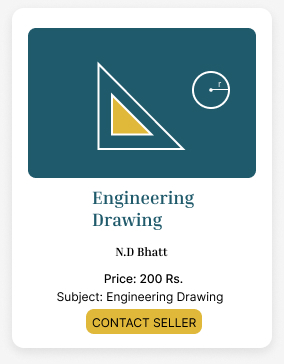 r
Engineering
Drawing
N.D Bhatt
Price: 200 Rs.
Subject: Engineering Drawing
CONTACT SELLER